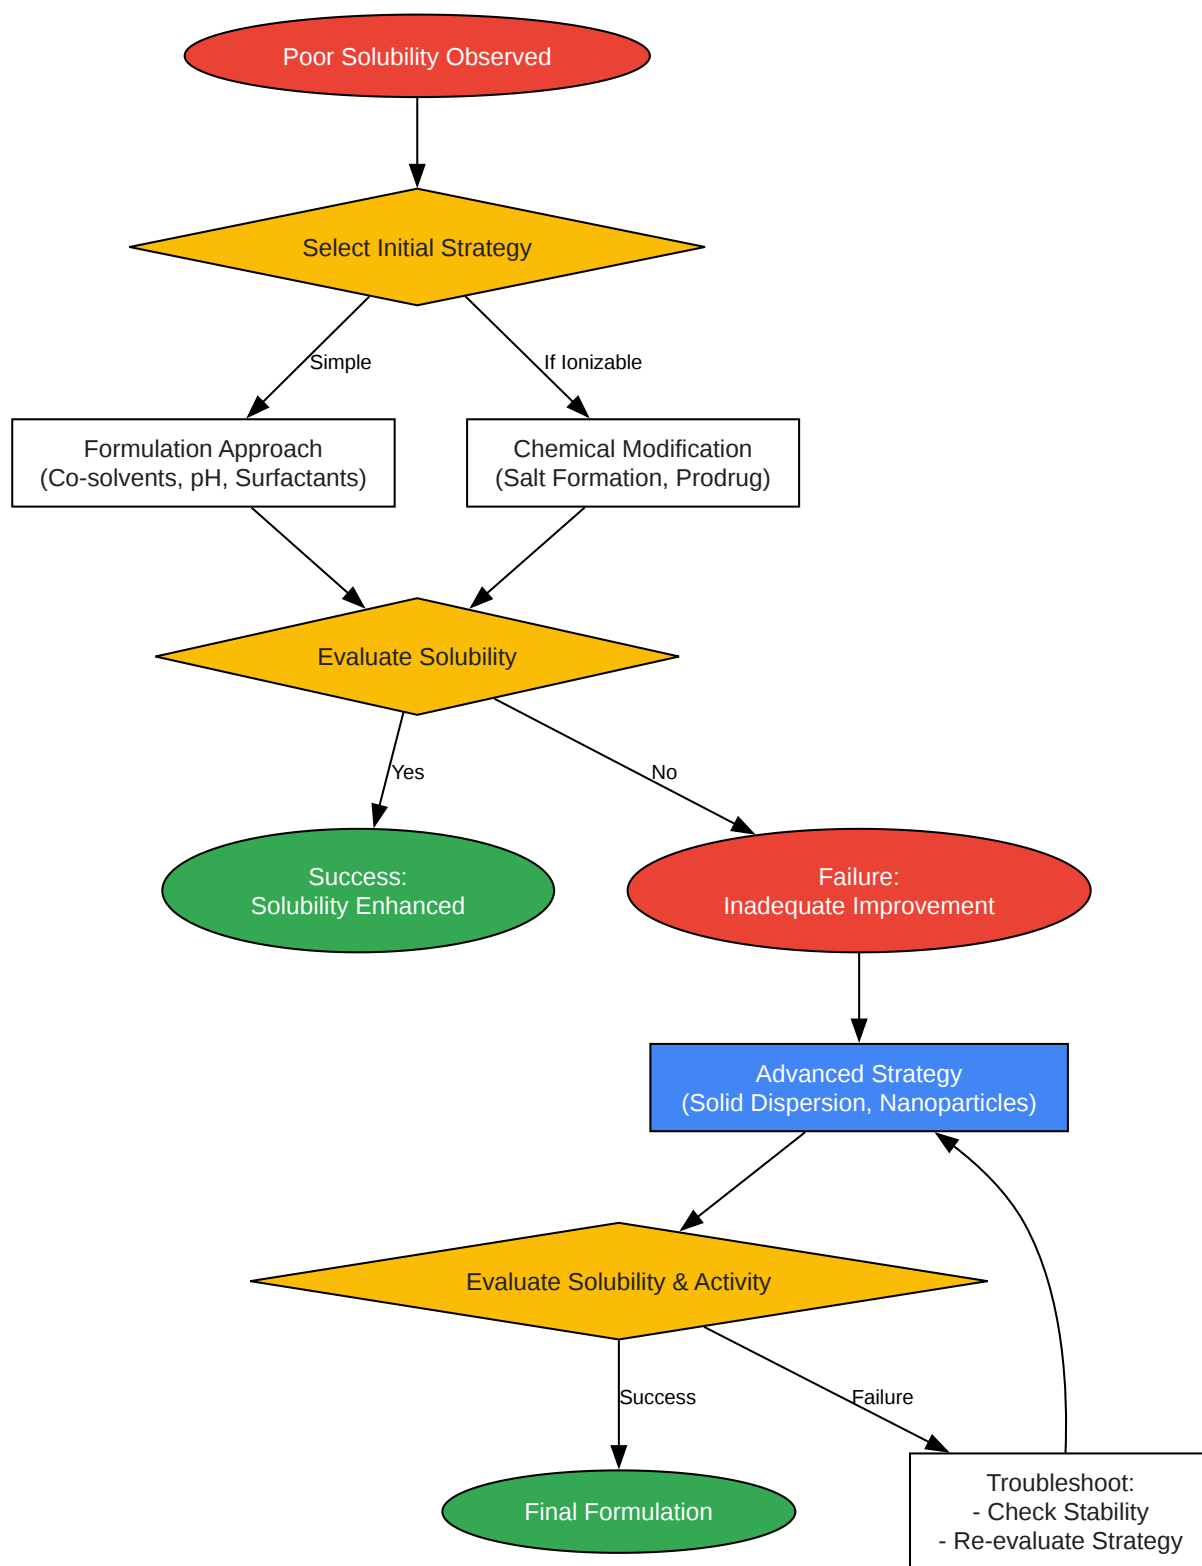 Poor Solubility Observed
Select Initial Strategy
Simple
If Ionizable
Formulation Approach
(Co-solvents, pH, Surfactants)
Chemical Modification
(Salt Formation, Prodrug)
Evaluate Solubility
Yes
No
Success:
Solubility Enhanced
Failure:
Inadequate Improvement
Advanced Strategy
(Solid Dispersion, Nanoparticles)
Evaluate Solubility & Activity
Success
Failure
Final Formulation
Troubleshoot:
- Check Stability
- Re-evaluate Strategy